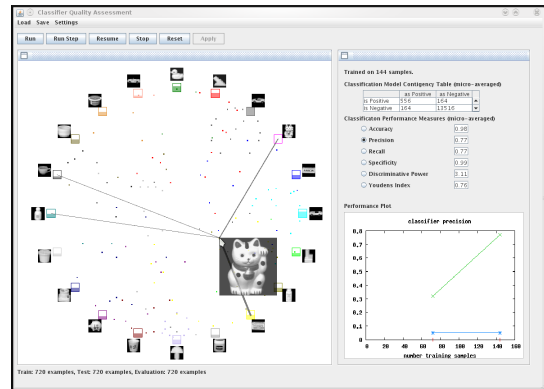 Classifier Quality Assessment
Load Save Settings
Run Run Step Resume Stop Reset Apply
Trained on 144 samples.
Classification Model Contigency Table (micro-averaged)
as Positive as Negative
is Positive 556 164
is Negative 164 13516
Classificaton Performance Measures (micro-averaged)
Accuracy 0.98
Precision 0.77
Recall 0.77
Specificity 0.99
Discriminative Power 3.11
Youdens Index 0.76
Performance Plot
classifier precision
0,8
0,7
0,6
0,5
0,4
0,3
0,2
0,1
0
0 20 40 60 80 100 120 140 160
number training samples
Train: 720 examples, Test: 720 examples, Evaluation: 720 examples